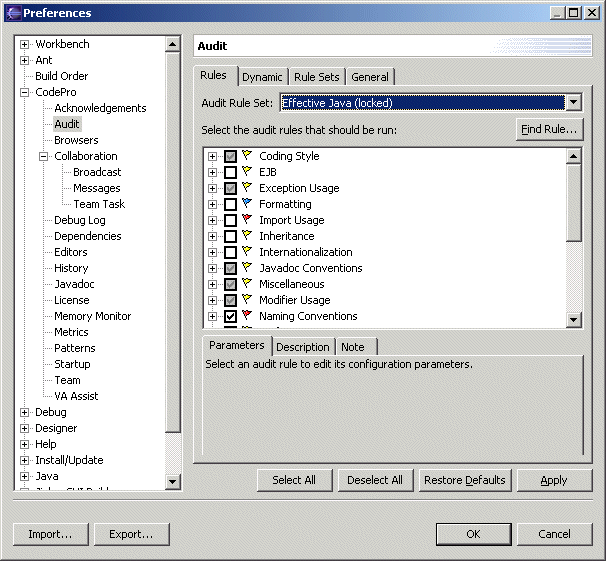 Preferences
Workbench
Ant
Build Order
CodePro
Acknowledgements
Audit
Browsers
Collaboration
Broadcast
Messages
Team Task
Debug Log
Dependencies
Editors
History
Javadoc
License
Memory Monitor
Metrics
Patterns
Startup
Team
VA Assist
Debug
Designer
Help
Install/Update
Java
Audit
Rules Dynamic Rule Sets General
Audit Rule Set: Effective Java (locked)
Select the audit rules that should be run: Find Rule...
Coding Style
EJB
Exception Usage
Formatting
Import Usage
Inheritance
Internationalization
Javadoc Conventions
Miscellaneous
Modifier Usage
Naming Conventions
Parameters Description Note
Select an audit rule to edit its configuration parameters.
Select All Deselect All Restore Defaults Apply
Import... Export... OK Cancel